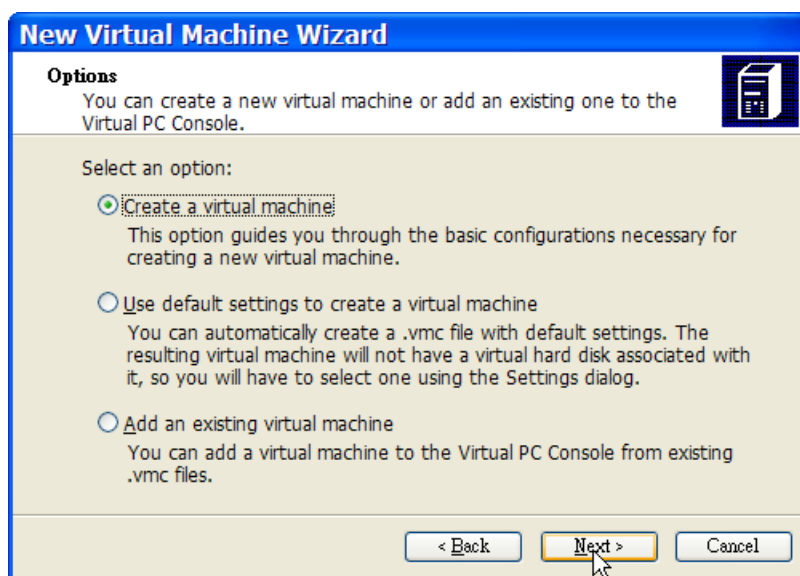 New Virtual Machine Wizard
Options
You can create a new virtual machine or add an existing one to the
Virtual PC Console.
Select an option:
Create a virtual machine
This option guides you through the basic configurations necessary for
creating a new virtual machine.
Use default settings to create a virtual machine
You can automatically create a .vmc file with default settings. The
resulting virtual machine will not have a virtual hard disk associated with
it, so you will have to select one using the Settings dialog.
Add an existing virtual machine
You can add a virtual machine to the Virtual PC Console from existing
.vmc files.
< Back Next > Cancel